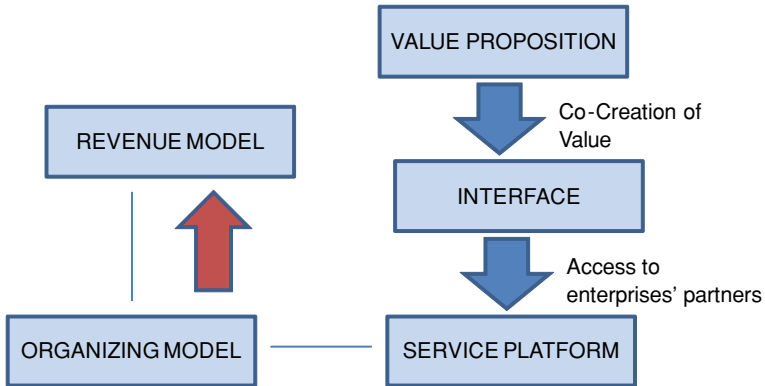 VALUE PROPOSITION
Co-Creation of
Value
REVENUE MODEL
INTERFACE
Access to
enterprises' partners
ORGANIZING MODEL
SERVICE PLATFORM